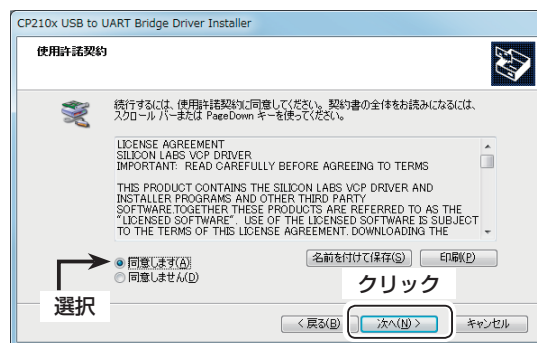 CP210x USB to UART Bridge Driver Installer
使用許諾契約
続行するには、使用許諾契約に同意してください。契約書の全体をお読みになるには、
スクロール バーまたは PageDown キーを使ってください。
LICENSE AGREEMENT
SILICON LABS VCP DRIVER
IMPORTANT: READ CAREFULLY BEFORE AGREEING TO TERMS
THIS PRODUCT CONTAINS THE SILICON LABS VCP DRIVER AND
INSTALLER PROGRAMS AND OTHER THIRD PARTY
SOFTWARE.TOGETHER THESE PRODUCTS ARE REFERRED TO AS THE
"LICENSED SOFTWARE". USE OF THE LICENSED SOFTWARE IS SUBJECT
TO THE TERMS OF THIS LICENSE AGREEMENT. DOWNLOADING THE
同意します(A)
名前を付けて保存(S)
印刷(P)
同意しません(D)
選択
クリック
< 戻る(B)
次へ(N) >
キャンセル